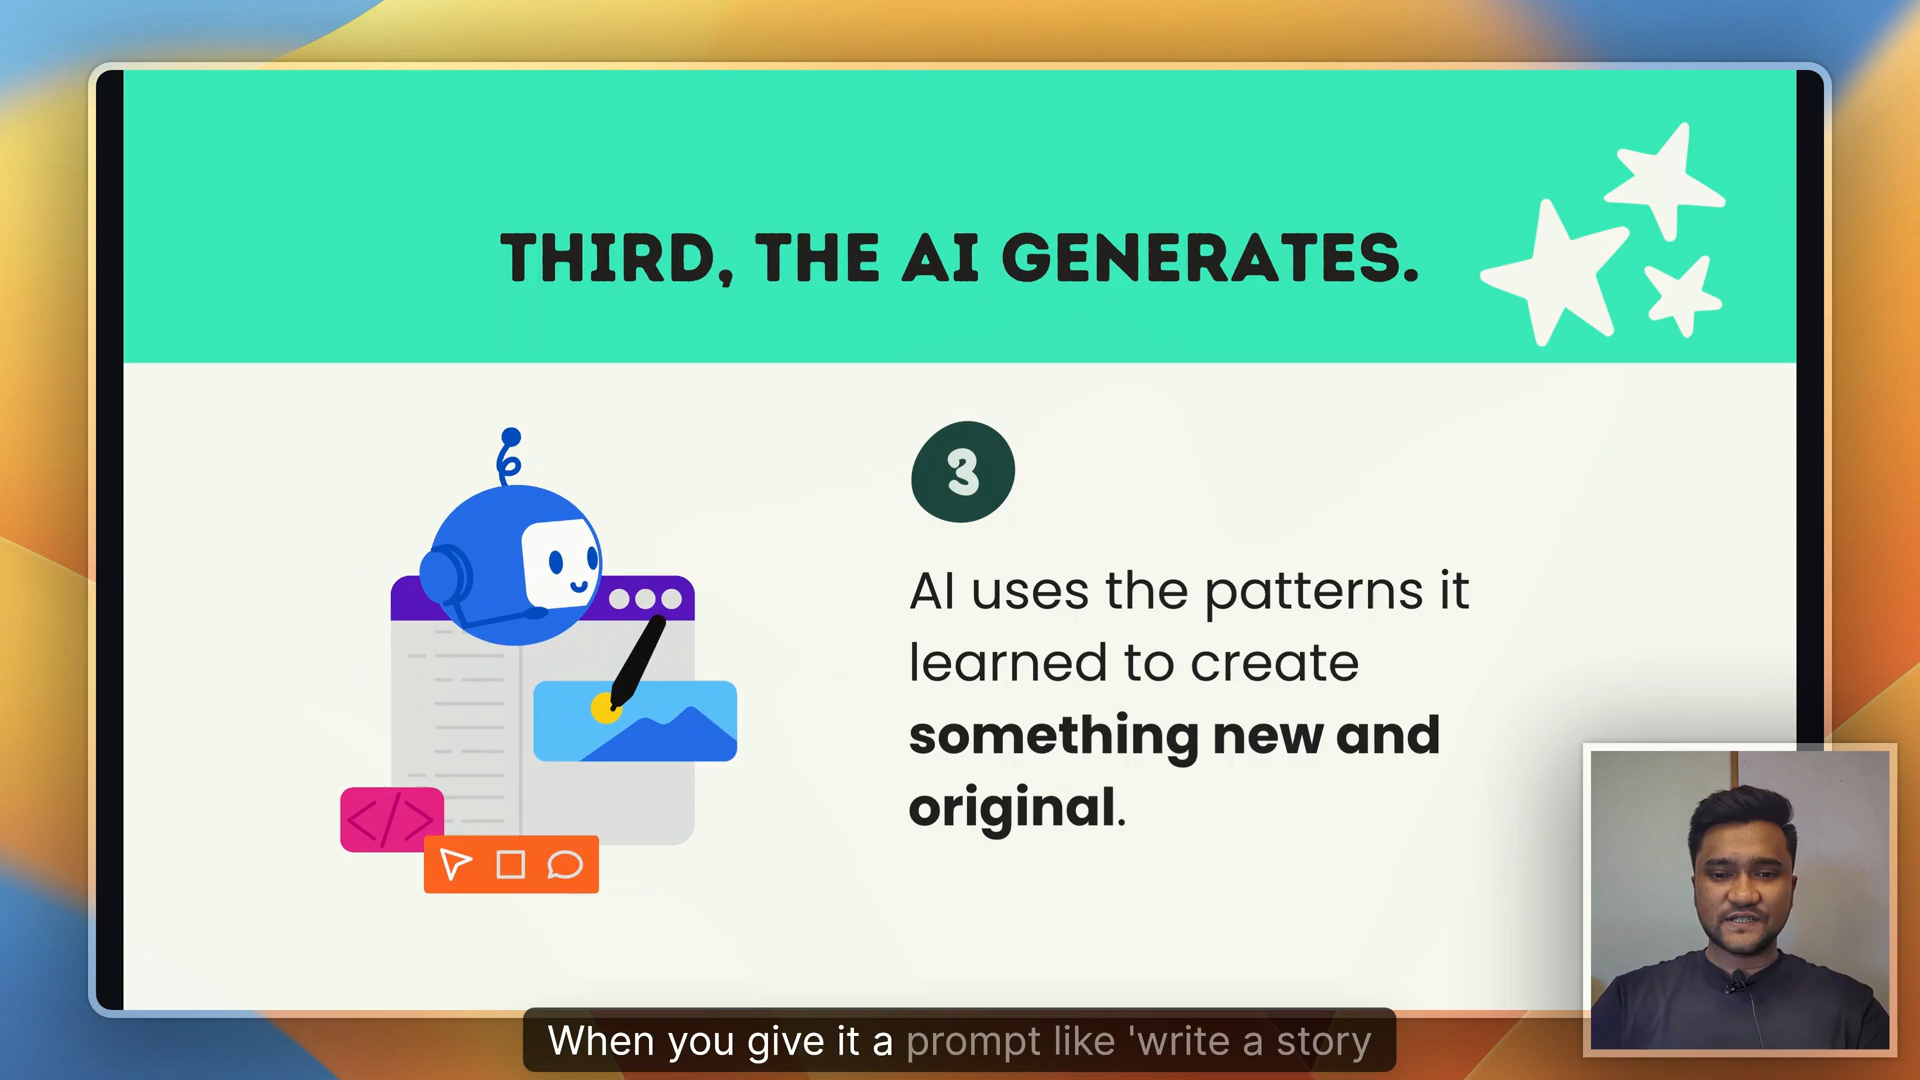 THIRD, THE AI GENERATES.
3
AI uses the patterns it
learned to create
something new and
original.
</>
When you give it a prompt like 'write a story